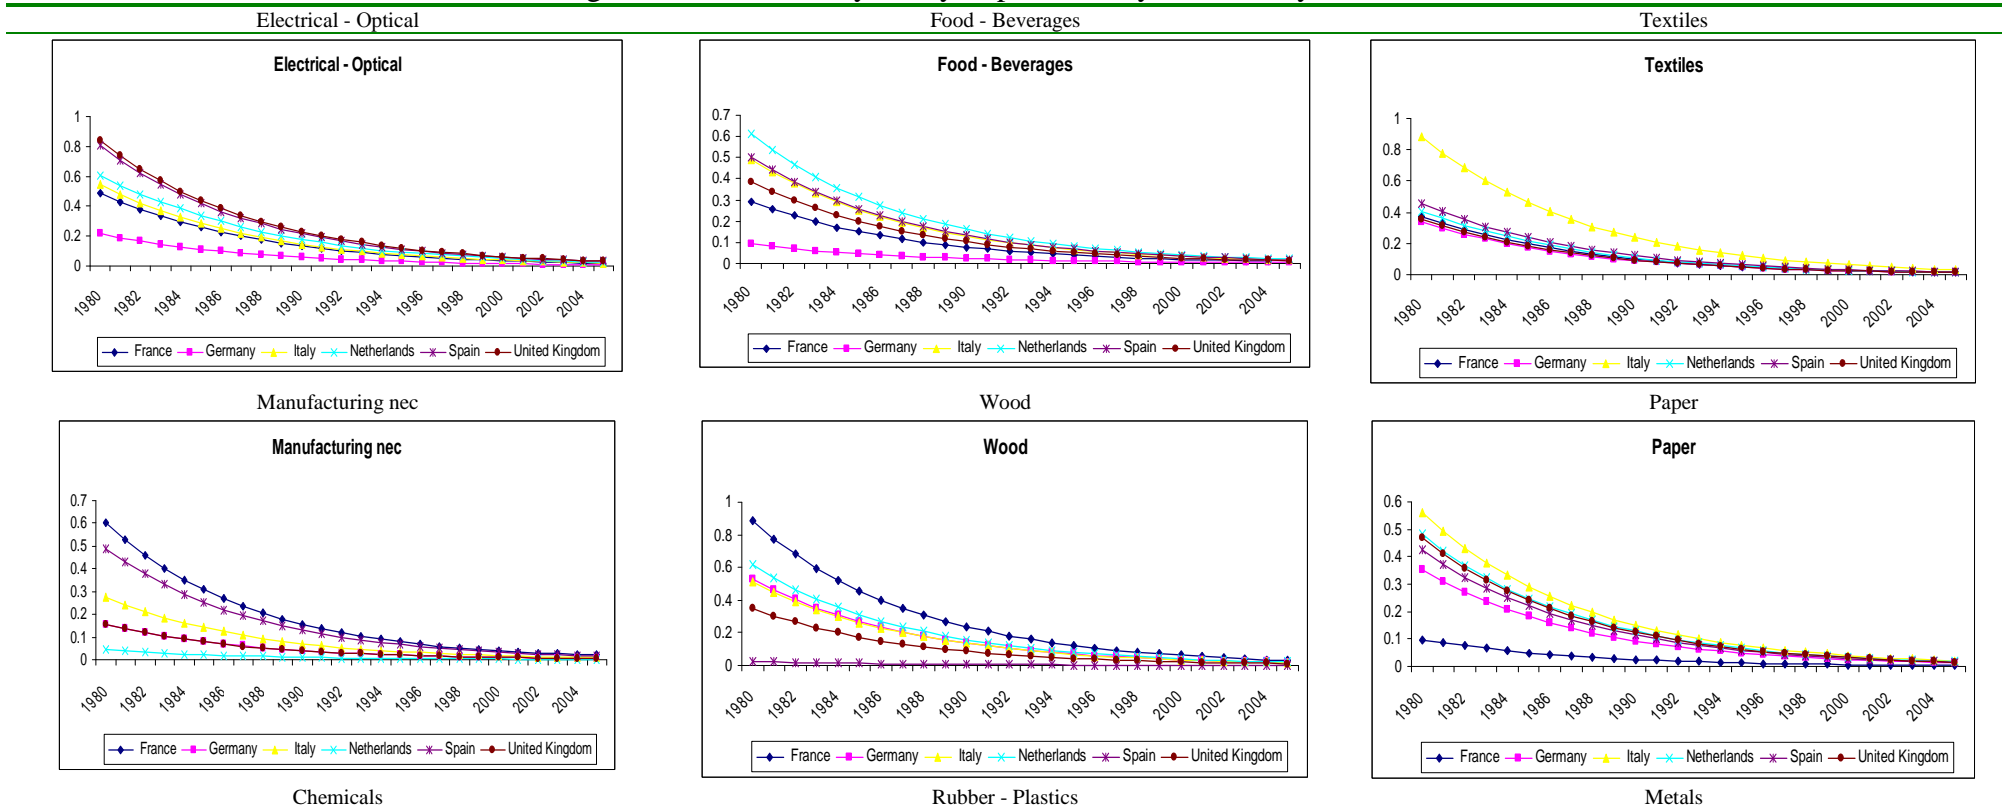 Electrical - Optical Food - Beverages Textiles
Electrical - Optical
1
0.8
0.6
0.4
0.2
0
1980 1982 1984 1986 1988 1990 1992 1994 1996 1998 2000 2002 2004
France Germany Italy Netherlands Spain United Kingdom
Food - Beverages
0.7
0.6
0.5
0.4
0.3
0.2
0.1
0
1980 1982 1984 1986 1988 1990 1992 1994 1996 1998 2000 2002 2004
France Germany Italy Netherlands Spain United Kingdom
Textiles
1
0.8
0.6
0.4
0.2
0
1980 1982 1984 1986 1988 1990 1992 1994 1996 1998 2000 2002 2004
France Germany Italy Netherlands Spain United Kingdom
Manufacturing nec Wood Paper
Manufacturing nec
0.7
0.6
0.5
0.4
0.3
0.2
0.1
0
1980 1982 1984 1986 1988 1990 1992 1994 1996 1998 2000 2002 2004
France Germany Italy Netherlands Spain United Kingdom
Wood
1
0.8
0.6
0.4
0.2
0
1980 1982 1984 1986 1988 1990 1992 1994 1996 1998 2000 2002 2004
France Germany Italy Netherlands Spain United Kingdom
Paper
0.6
0.5
0.4
0.3
0.2
0.1
0
1980 1982 1984 1986 1988 1990 1992 1994 1996 1998 2000 2002 2004
France Germany Italy Netherlands Spain United Kingdom
Chemicals Rubber - Plastics Metals